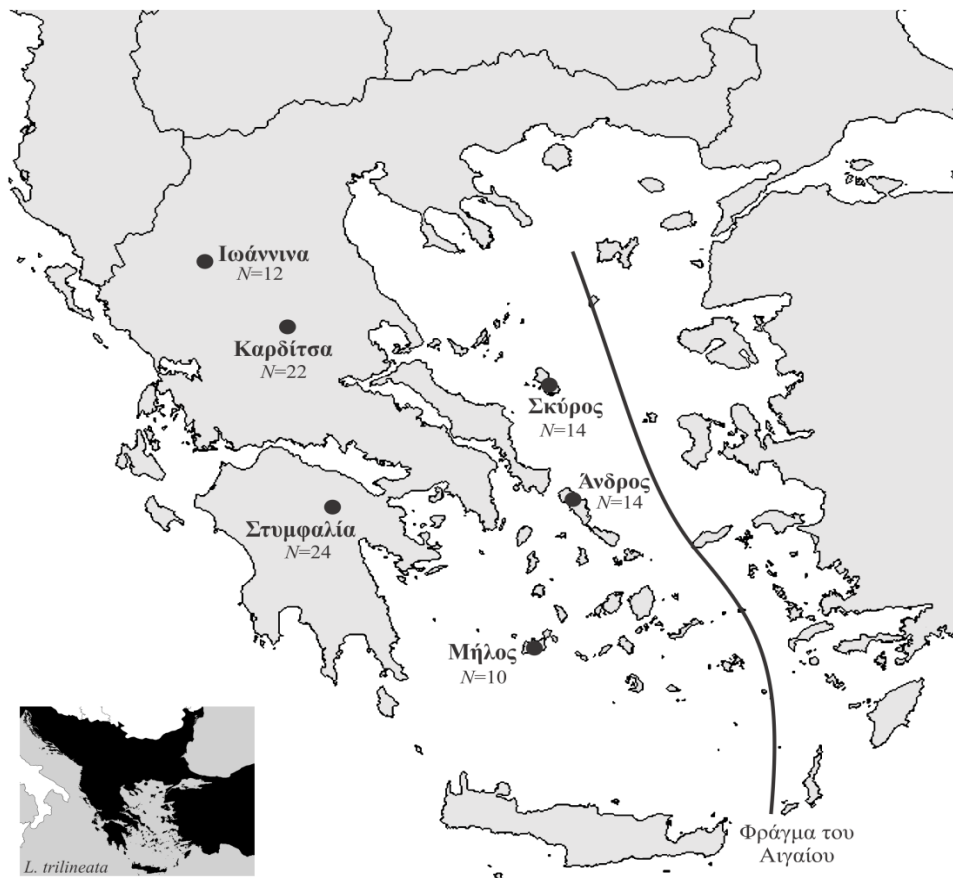 Ιωάννινα
N=12
Καρδίτσα
N=22
Σκύρος
N=14
Άνδρος
N=14
Στυμφαλία
N=24
Μήλος
N=10
Φράγμα του
Αιγαίου
L. trilineata